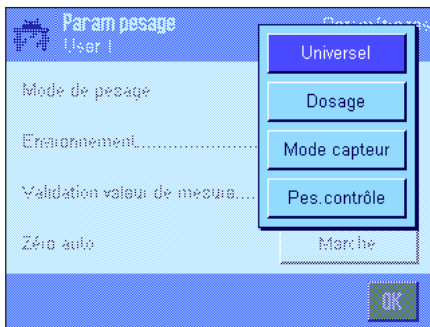 Param pesage
User 1
Universel
Mode de pesage
Dosage
Environnement
Mode capteur
Validation valeur de mesure....
Pes.contrôle
Zéro auto
Marche
OK